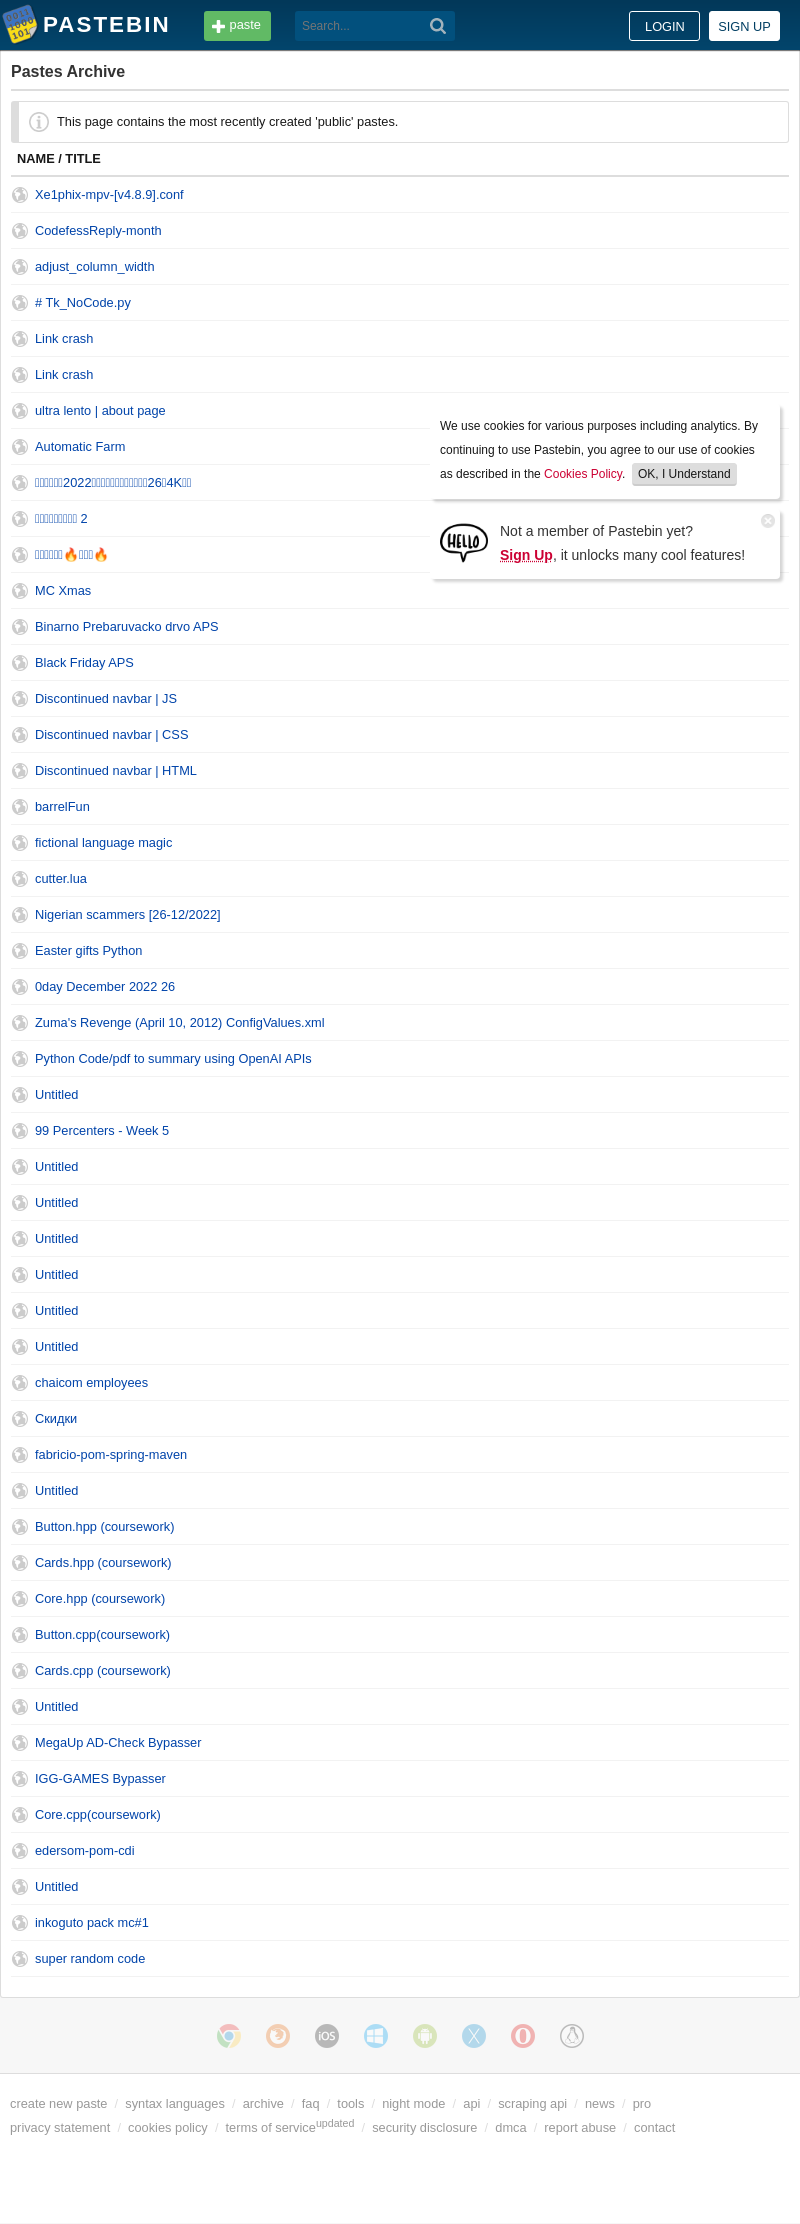 PASTEBIN
paste
Search...
LOGIN
SIGN UP
Pastes Archive
This page contains the most recently created 'public' pastes.
NAME / TITLE
Xe1phix-mpv-[v4.8.9].conf
CodefessReply-month
adjust_column_width
# Tk_NoCode.py
Link crash
Link crash
ultra lento | about page
Automatic Farm
2022 26 4K
2
🔥 🔥
We use cookies for various purposes including analytics. By
continuing to use Pastebin, you agree to our use of cookies
as described in the Cookies Policy. OK, I Understand
HELLO
Not a member of Pastebin yet?
Sign Up, it unlocks many cool features!
MC Xmas
Binarno Prebaruvacko drvo APS
Black Friday APS
Discontinued navbar | JS
Discontinued navbar | CSS
Discontinued navbar | HTML
barrelFun
fictional language magic
cutter.lua
Nigerian scammers [26-12/2022]
Easter gifts Python
0day December 2022 26
Zuma's Revenge (April 10, 2012) ConfigValues.xml
Python Code/pdf to summary using OpenAI APIs
Untitled
99 Percenters - Week 5
Untitled
Untitled
Untitled
Untitled
Untitled
Untitled
chaicom employees
Скидки
fabricio-pom-spring-maven
Untitled
Button.hpp (coursework)
Cards.hpp (coursework)
Core.hpp (coursework)
Button.cpp(coursework)
Cards.cpp (coursework)
Untitled
MegaUp AD-Check Bypasser
IGG-GAMES Bypasser
Core.cpp(coursework)
edersom-pom-cdi
Untitled
inkoguto pack mc#1
super random code
iOS
create new paste / syntax languages / archive / faq / tools / night mode / api / scraping api / news / pro
privacy statement / cookies policy / terms of service updated / security disclosure / dmca / report abuse / contact